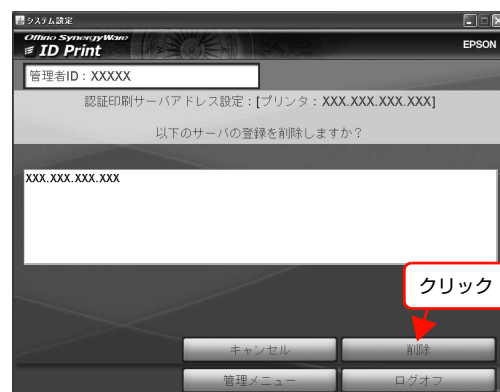 システム設定
Offirio SynergyWare
ID Print
EPSON
管理者ID：XXXXX
認証印刷サーバアドレス設定：[プリンタ：XXX.XXX.XXX.XXX]
以下のサーバの登録を削除しますか？
XXX.XXX.XXX.XXX
クリック
キャンセル
削除
管理メニュー
ログオフ